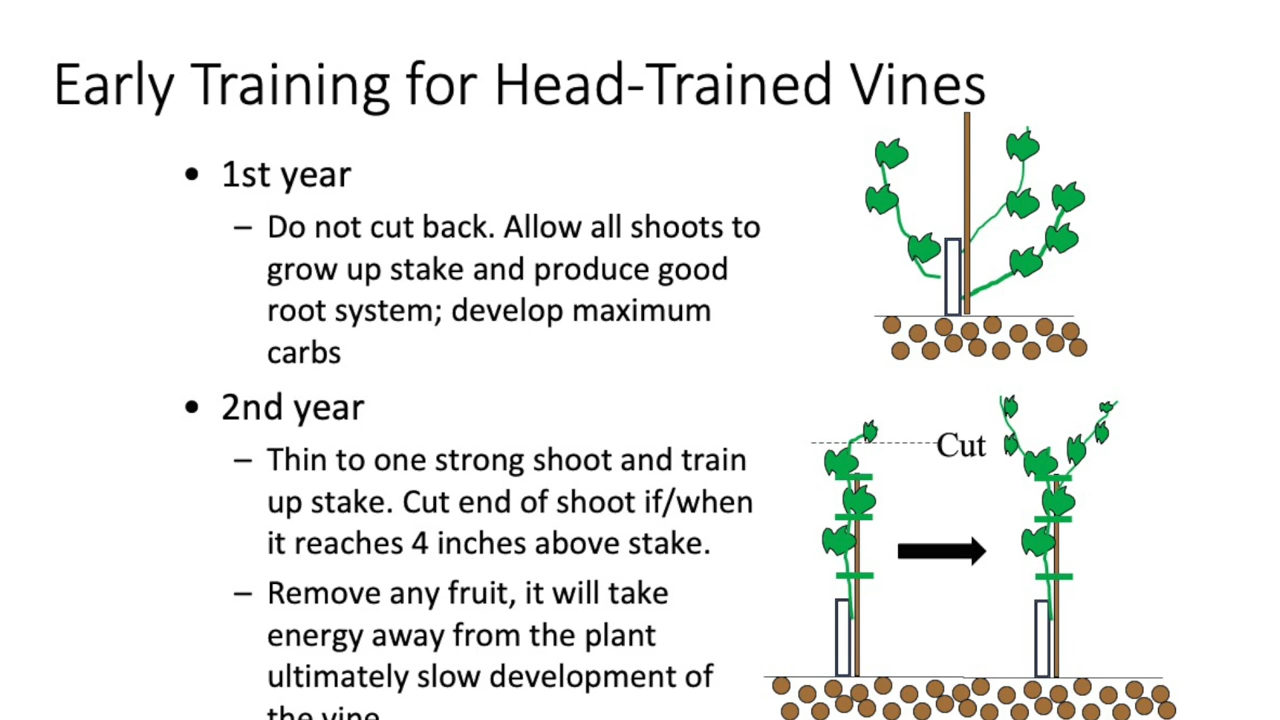 Early Training for Head-Trained Vines
• 1st year
– Do not cut back. Allow all shoots to
grow up stake and produce good
root system; develop maximum
carbs
• 2nd year
– Thin to one strong shoot and train
up stake. Cut end of shoot if/when
it reaches 4 inches above stake.
– Remove any fruit, it will take
energy away from the plant
ultimately slow development of
the vine
Cut